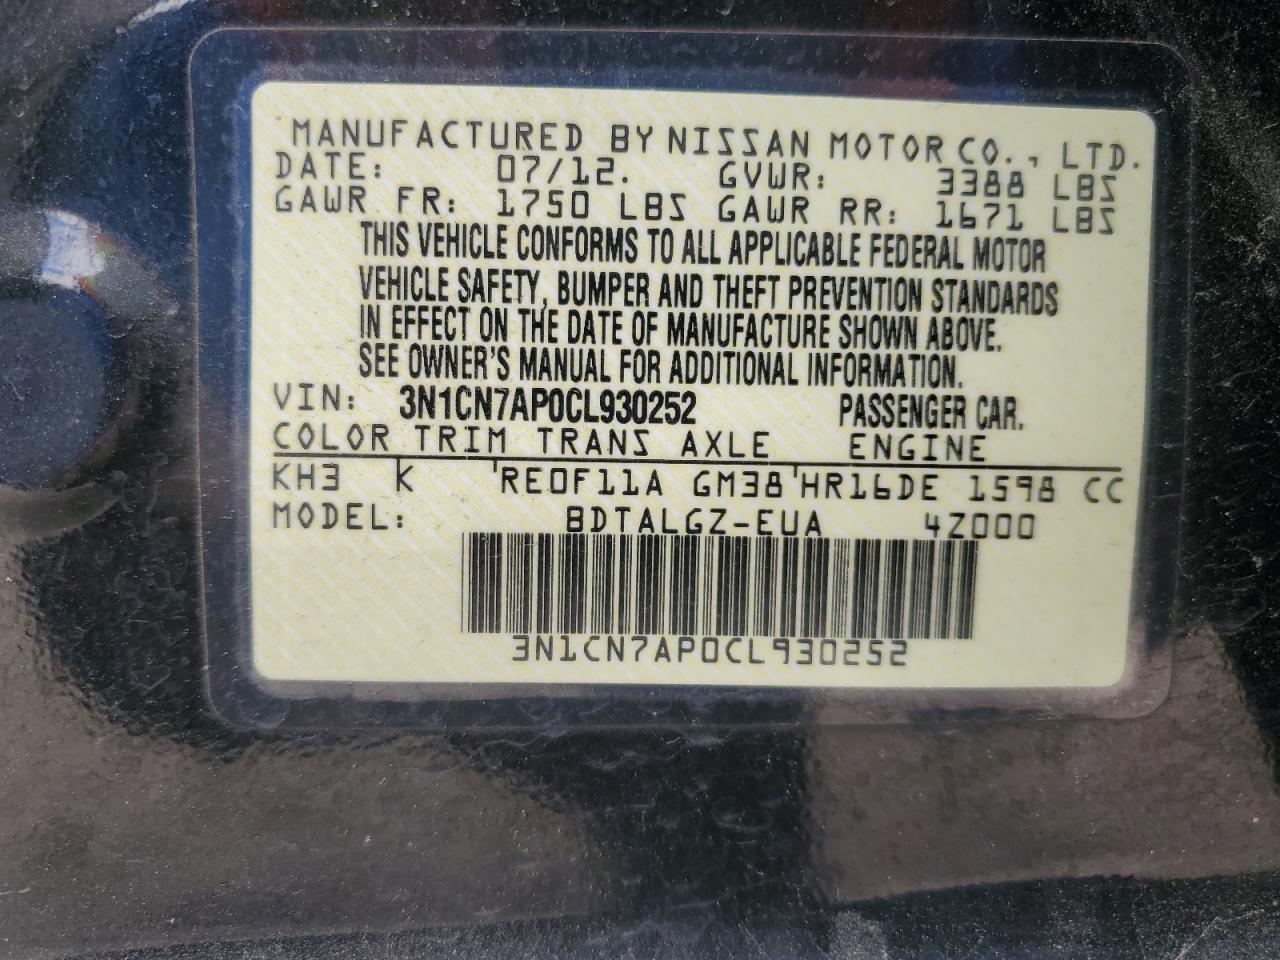 MANUFACTURED BY NISSAN MOTOR CO., LTD.
DATE: 07/12. GVWR: 3388 LBS
GAWR FR: 1750 LBS GAWR RR: 1671 LBS
THIS VEHICLE CONFORMS TO ALL APPLICABLE FEDERAL MOTOR
VEHICLE SAFETY, BUMPER AND THEFT PREVENTION STANDARDS
IN EFFECT ON THE DATE OF MANUFACTURE SHOWN ABOVE.
SEE OWNER'S MANUAL FOR ADDITIONAL INFORMATION.
VIN: 3N1CN7AP0CL930252 PASSENGER CAR.
COLOR TRIM TRANS AXLE ENGINE
KH3 K 'RE0F11A GM38'HR16DE 1598 CC
MODEL: BDTALGZ-EUA 4Z000
3N1CN7AP0CL930252